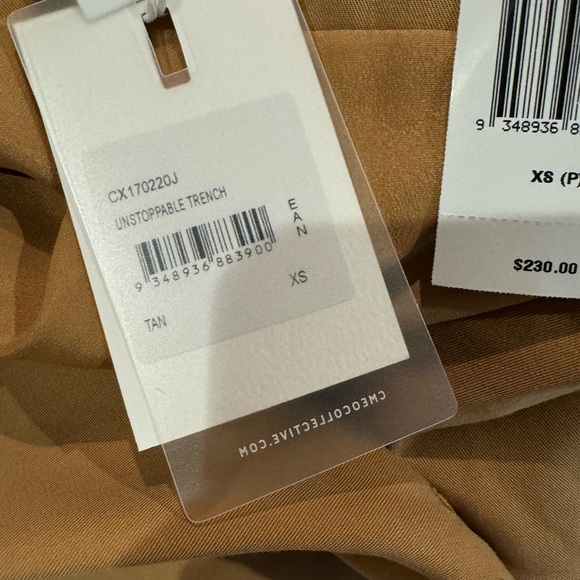 CX170220J
UNSTOPPABLE TRENCH
EAN
9 348936 883900
XS
TAN
CMEOCOLLECTIVE.COM
9 348936 8
XS (P)
$230.00